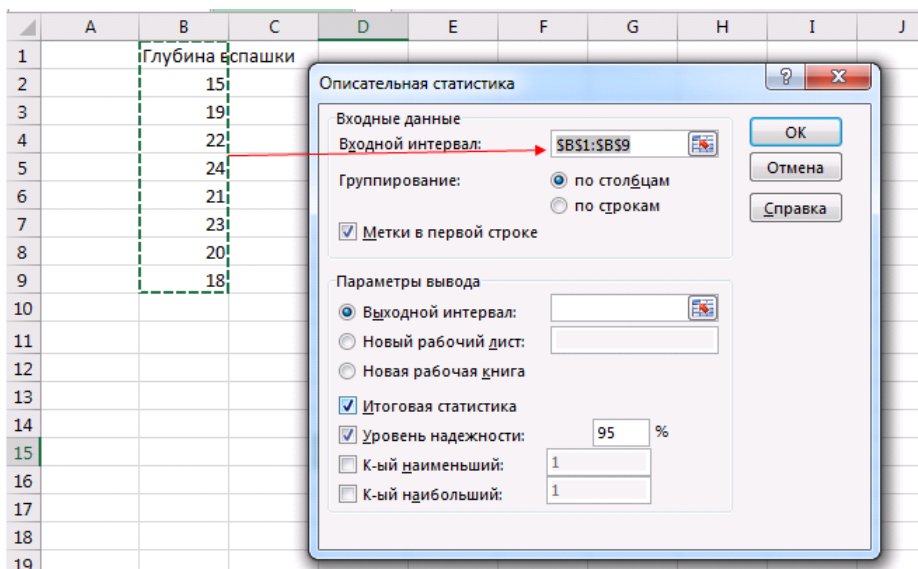 A B C D E F G H I J
1 Глубина вспашки
2 15
3 19
4 22
5 24
6 21
7 23
8 20
9 18
10
11
12
13
14
15
16
17
18
19
Описательная статистика
Входные данные
Входной интервал: $B$1:$B$9
Группирование: по столбцам
по строкам
Метки в первой строке
OK
Отмена
Справка
Параметры вывода
Выходной интервал:
Новый рабочий лист:
Новая рабочая книга
Итоговая статистика
Уровень надежности: 95 %
К-ый наименьший: 1
К-ый наибольший: 1